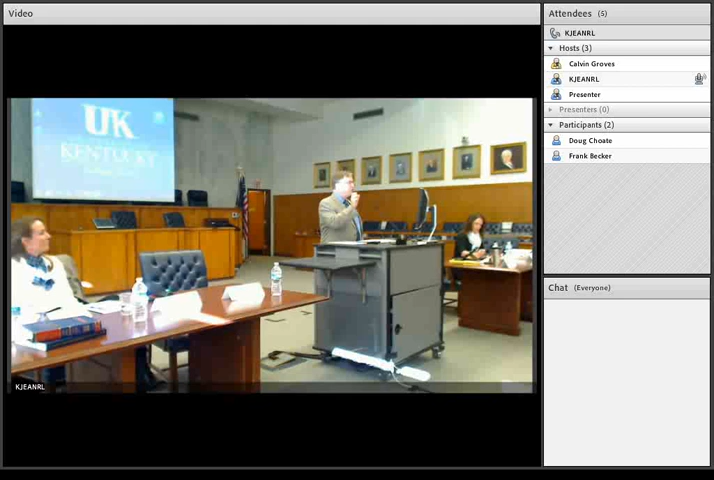 Video
UK
KENTUCKY
KJEANRL
Attendees (5)
KJEANRL
Hosts (3)
Calvin Groves
KJEANRL
Presenter
Presenters (0)
Participants (2)
Doug Choate
Frank Becker
Chat (Everyone)